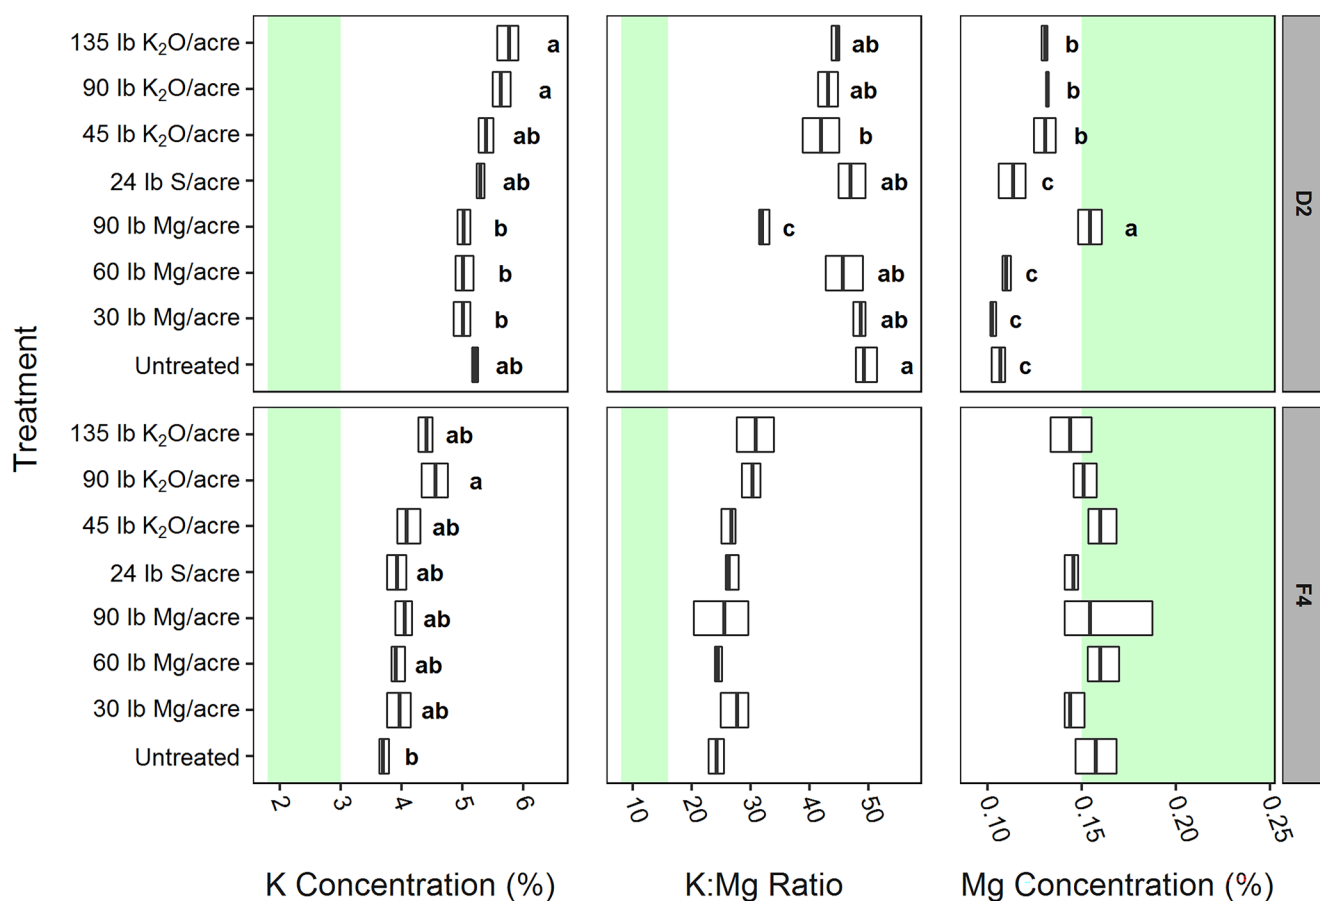 Treatment
135 lb K₂O/acre
90 lb K₂O/acre
45 lb K₂O/acre
24 lb S/acre
90 lb Mg/acre
60 lb Mg/acre
30 lb Mg/acre
Untreated
a
a
ab
ab
b
b
b
ab
ab
ab
b
ab
c
ab
ab
a
b
b
b
c
a
c
c
c
D2
135 lb K₂O/acre
90 lb K₂O/acre
45 lb K₂O/acre
24 lb S/acre
90 lb Mg/acre
60 lb Mg/acre
30 lb Mg/acre
Untreated
ab
a
ab
ab
ab
ab
ab
b
F4
2 3 4 5 6
10 20 30 40 50
0.10 0.15 0.20 0.25
K Concentration (%)
K:Mg Ratio
Mg Concentration (%)